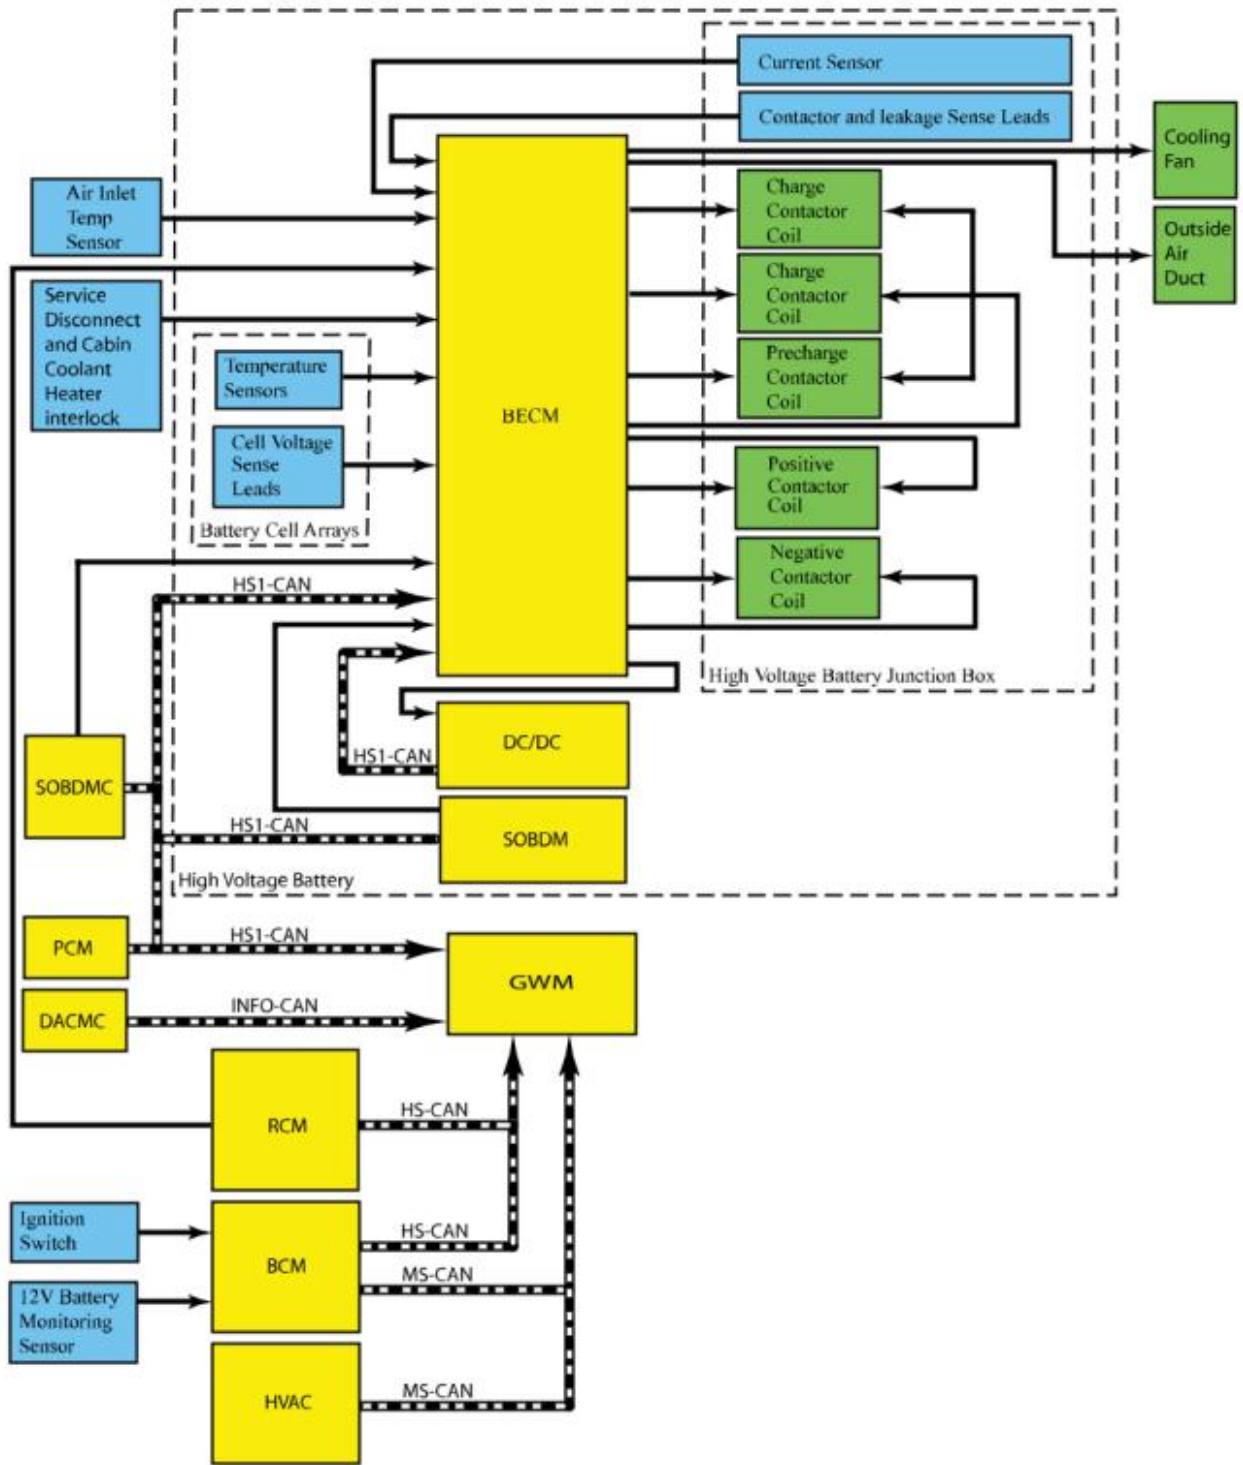 Current Sensor
Contactor and leakage Sense Leads
Cooling
Fan
Air Inlet
Temp
Sensor
Charge
Contactor
Coil
Outside
Air
Duct
Service
Disconnect
and Cabin
Coolant
Heater
interlock
Charge
Contactor
Coil
Temperature
Sensors
Precharge
Contactor
Coil
BECM
Cell Voltage
Sense
Leads
Battery Cell Arrays
Positive
Contactor
Coil
Negative
Contactor
Coil
HS1-CAN
High Voltage Battery Junction Box
DC/DC
HS1-CAN
SOBDMC
HS1-CAN
SOBDM
High Voltage Battery
PCM
HS1-CAN
GWM
DACMC
INFO-CAN
RCM
HS-CAN
Ignition
Switch
HS-CAN
BCM
MS-CAN
12V Battery
Monitoring
Sensor
HVAC
MS-CAN